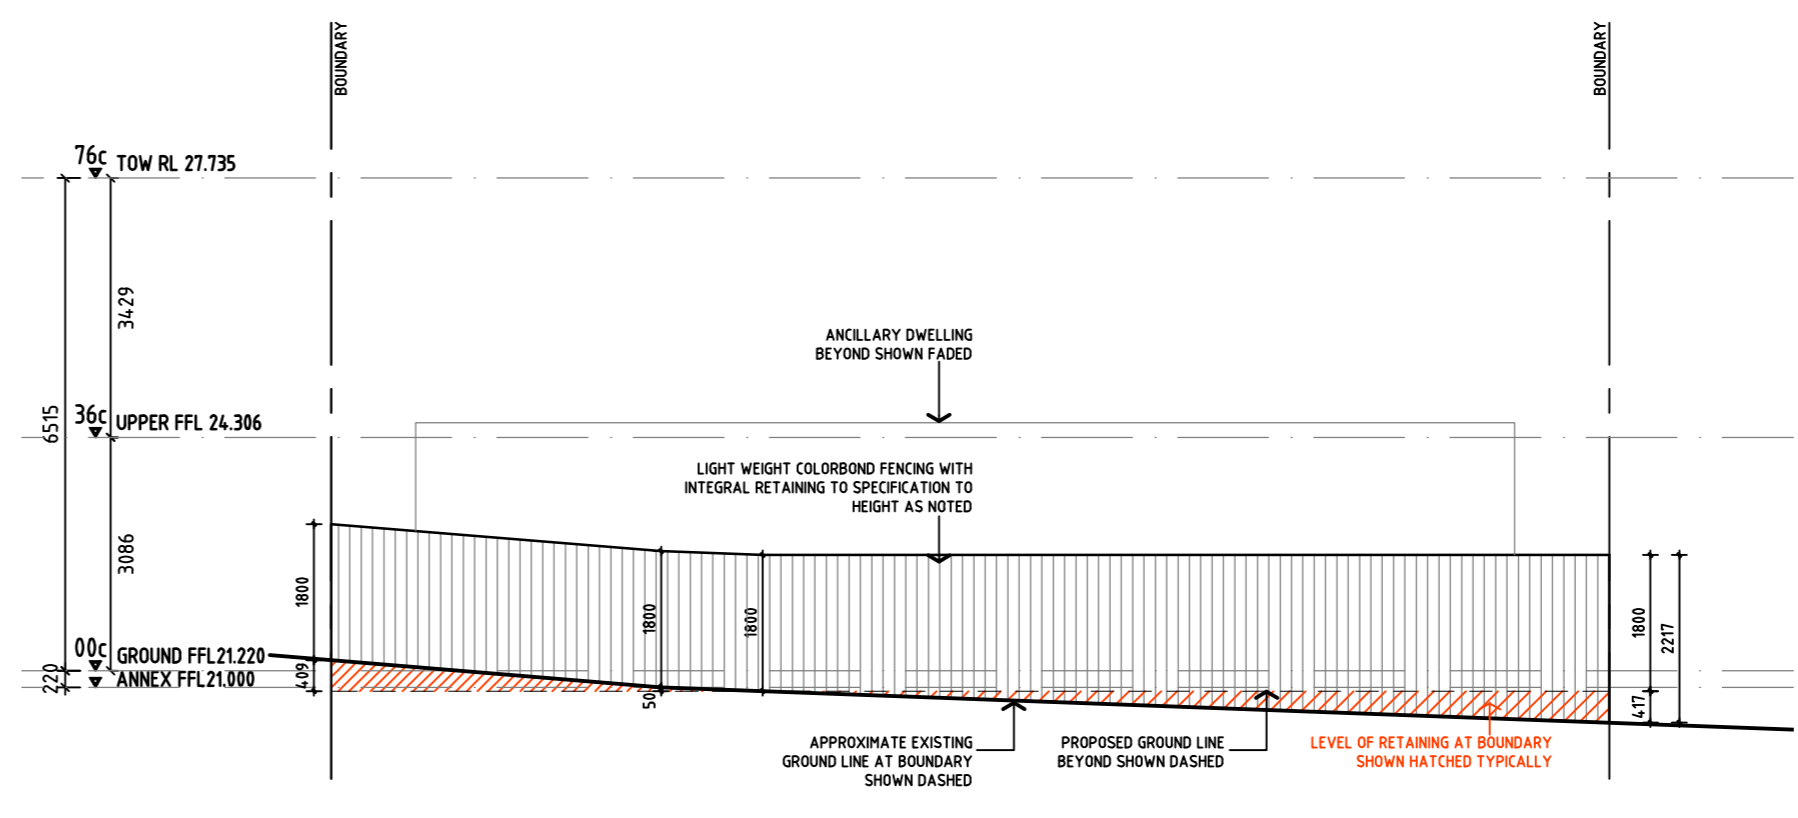 BOUNDARY
BOUNDARY
76c TOW RL 27.735
3429
6515
ANCILLARY DWELLING
BEYOND SHOWN FADED
36c UPPER FFL 24.306
LIGHT WEIGHT COLORBOND FENCING WITH
INTEGRAL RETAINING TO SPECIFICATION TO
HEIGHT AS NOTED
3086
1800
1800
1800
1800
2217
00c GROUND FFL21.220
220
ANNEX FFL21.000
409
50
417
APPROXIMATE EXISTING
GROUND LINE AT BOUNDARY
SHOWN DASHED
PROPOSED GROUND LINE
BEYOND SHOWN DASHED
LEVEL OF RETAINING AT BOUNDARY
SHOWN HATCHED TYPICALLY